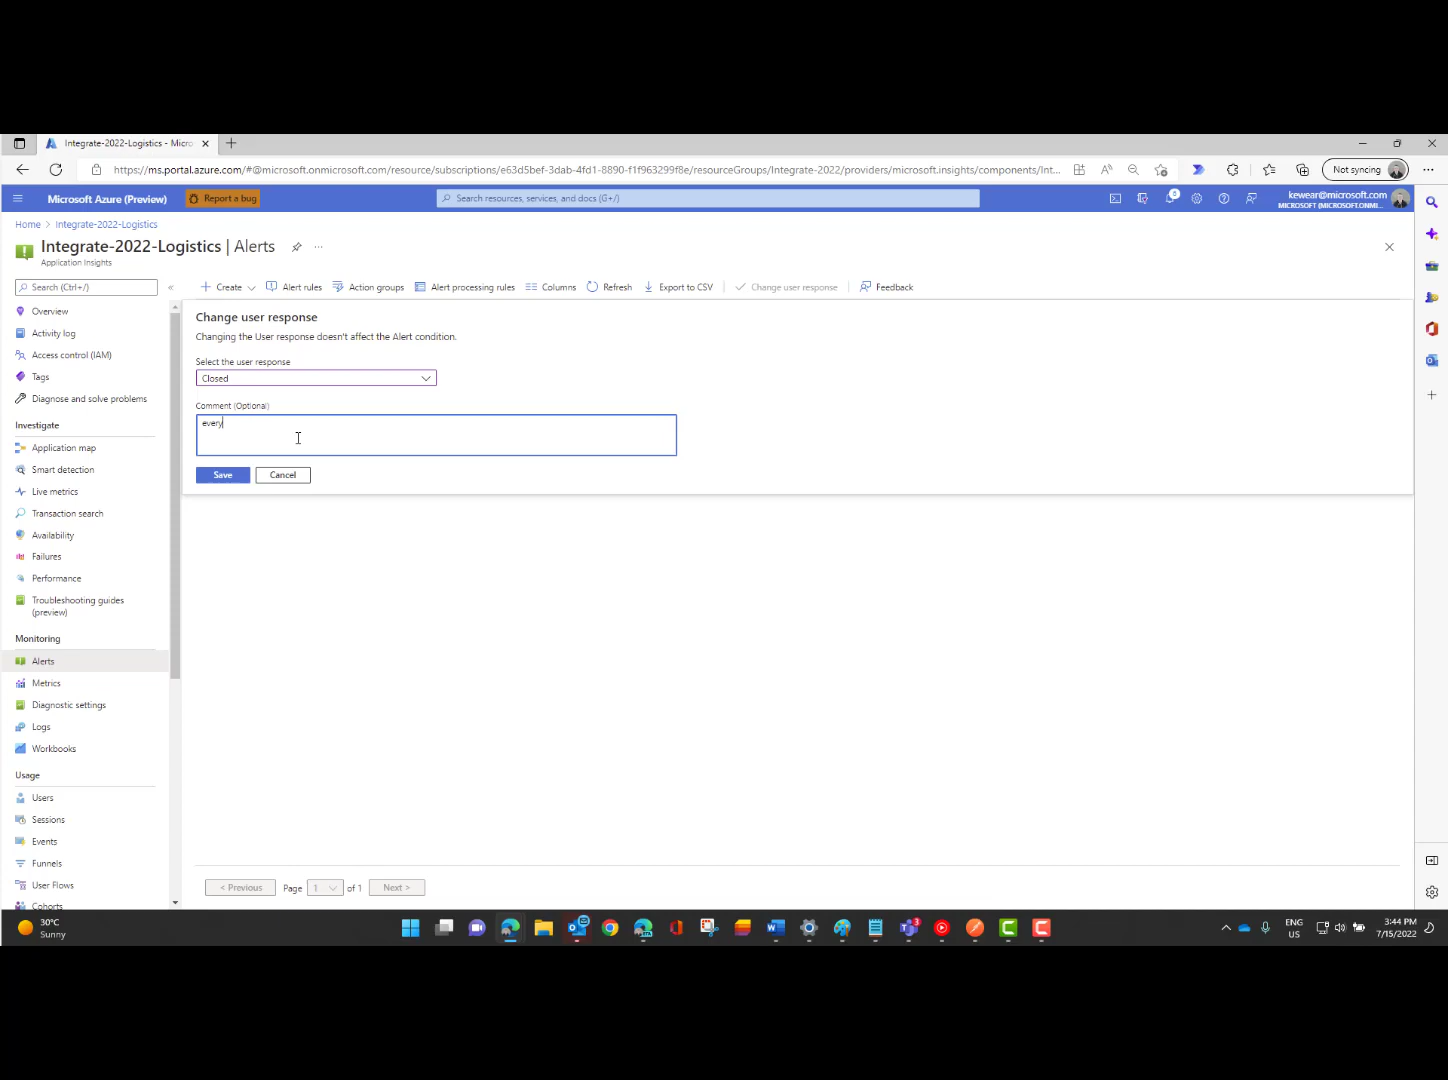 Integrate-2022-Logistics - Micro
https://ms.portal.azure.com/#@microsoft.onmicrosoft.com/resource/subscriptions/e63d5bef-3dab-4fd1-8890-f1f963299f8e/resourceGroups/Integrate-2022/providers/microsoft.insights/components/Int...
Not syncing
Microsoft Azure (Preview)
Report a bug
Search resources, services, and docs (G+/)
kewear@microsoft.com
MICROSOFT (MICROSOFT.ONMI...
Home > Integrate-2022-Logistics
Integrate-2022-Logistics | Alerts
Application Insights
Search (Ctrl+/)
Create
Alert rules
Action groups
Alert processing rules
Columns
Refresh
Export to CSV
Change user response
Feedback
Overview
Activity log
Access control (IAM)
Tags
Diagnose and solve problems
Investigate
Application map
Smart detection
Live metrics
Transaction search
Availability
Failures
Performance
Troubleshooting guides
(preview)
Monitoring
Alerts
Metrics
Diagnostic settings
Logs
Workbooks
Usage
Users
Sessions
Events
Funnels
User Flows
Cohorts
Change user response
Changing the User response doesn't affect the Alert condition.
Select the user response
Closed
Comment (Optional)
every
Save
Cancel
< Previous
Page
1
of 1
Next >
30°C
Sunny
3
ENG
US
3:44 PM
7/15/2022